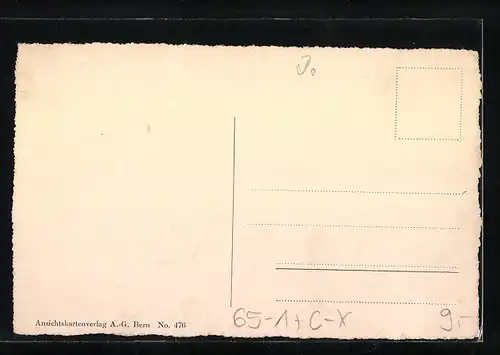 Jo
Ansichtskartenverlag A.-G. Bern No. 476
65-1+C-X
9.-